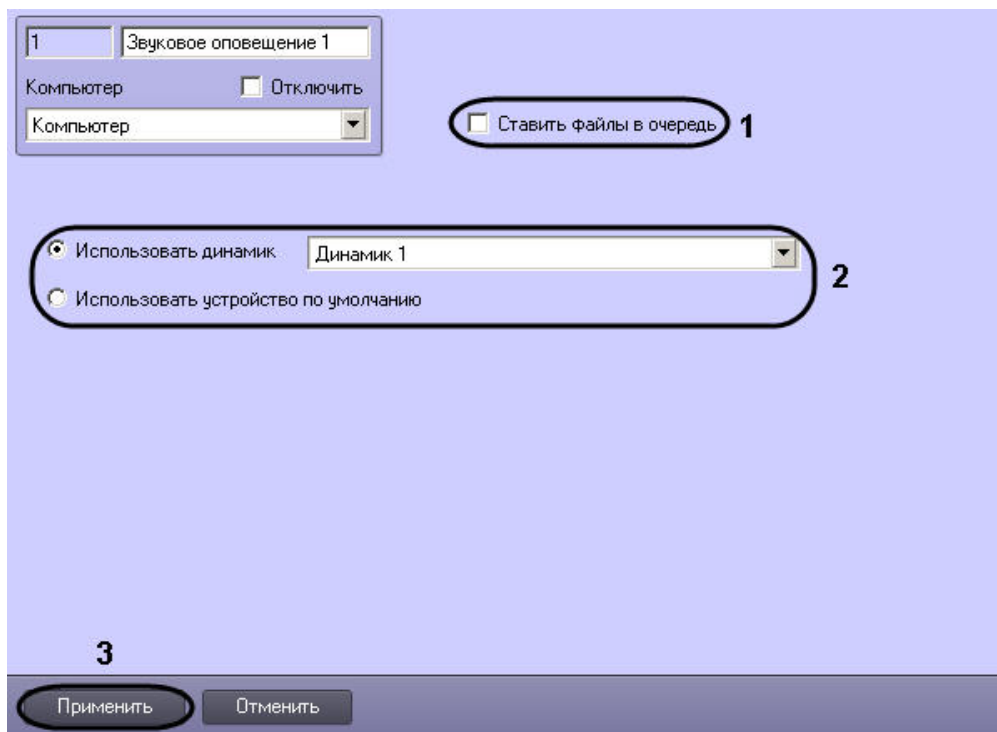 1 Звуковое оповещение 1
Компьютер Отключить
Компьютер
Ставить файлы в очередь 1
Использовать динамик Динамик 1
Использовать устройство по умолчанию
2
3
Применить Отменить